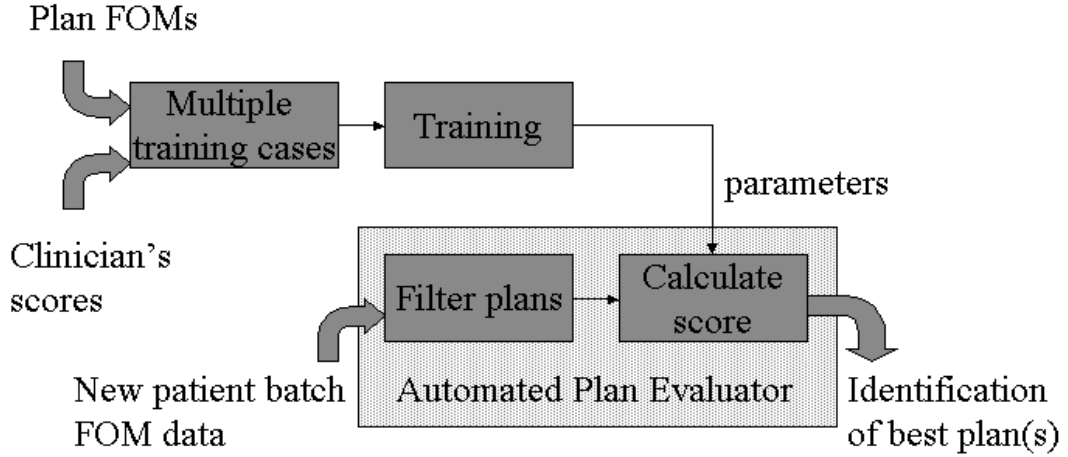 Plan FOMs
Multiple
training cases
Training
parameters
Clinician's
scores
Filter plans
Calculate
score
New patient batch
FOM data
Automated Plan Evaluator
Identification
of best plan(s)